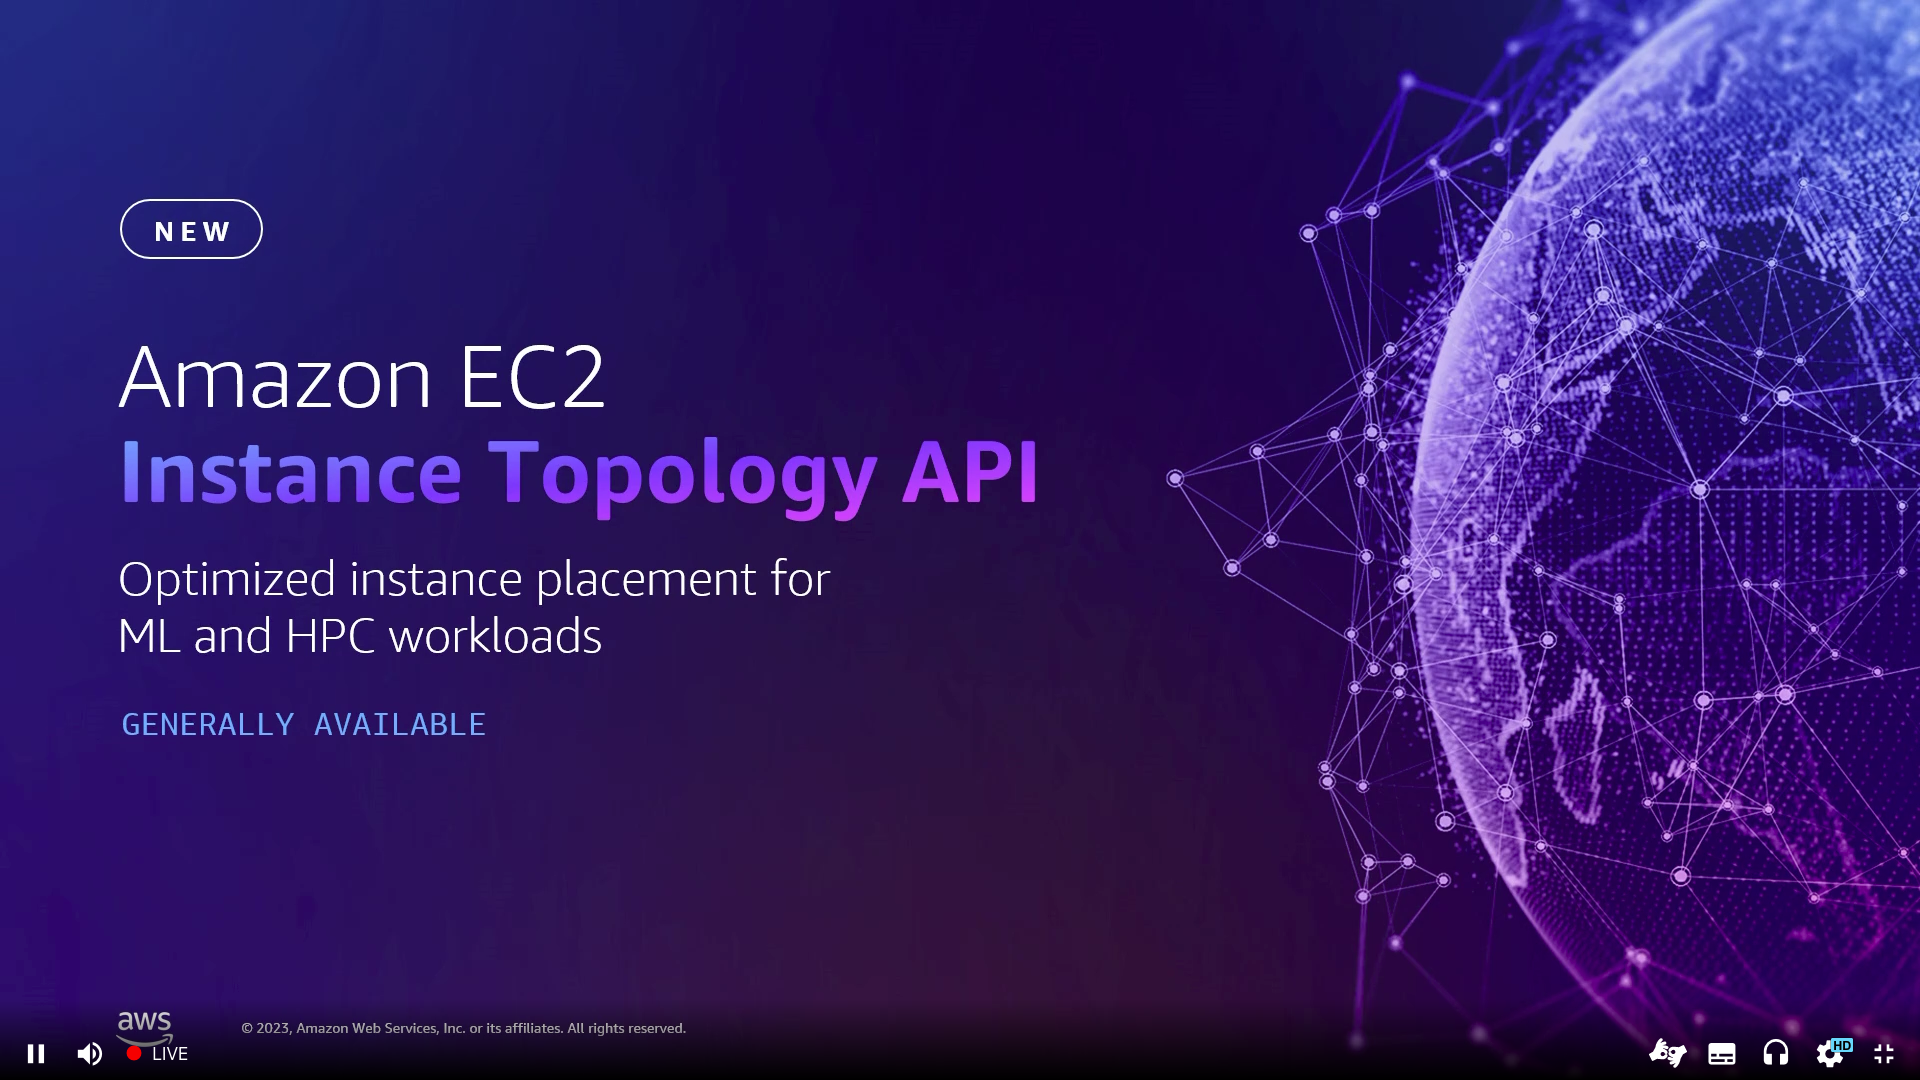 NEW
Amazon EC2
Instance Topology API
Optimized instance placement for
ML and HPC workloads
GENERALLY AVAILABLE
aws
© 2023, Amazon Web Services, Inc. or its affiliates. All rights reserved.
LIVE
HD